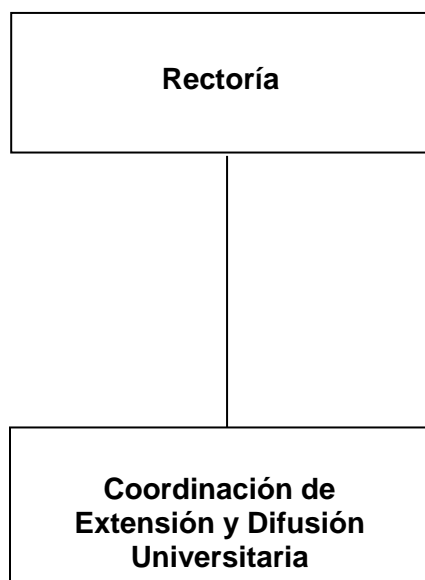 Rectoría
Coordinación de
Extensión y Difusión
Universitaria